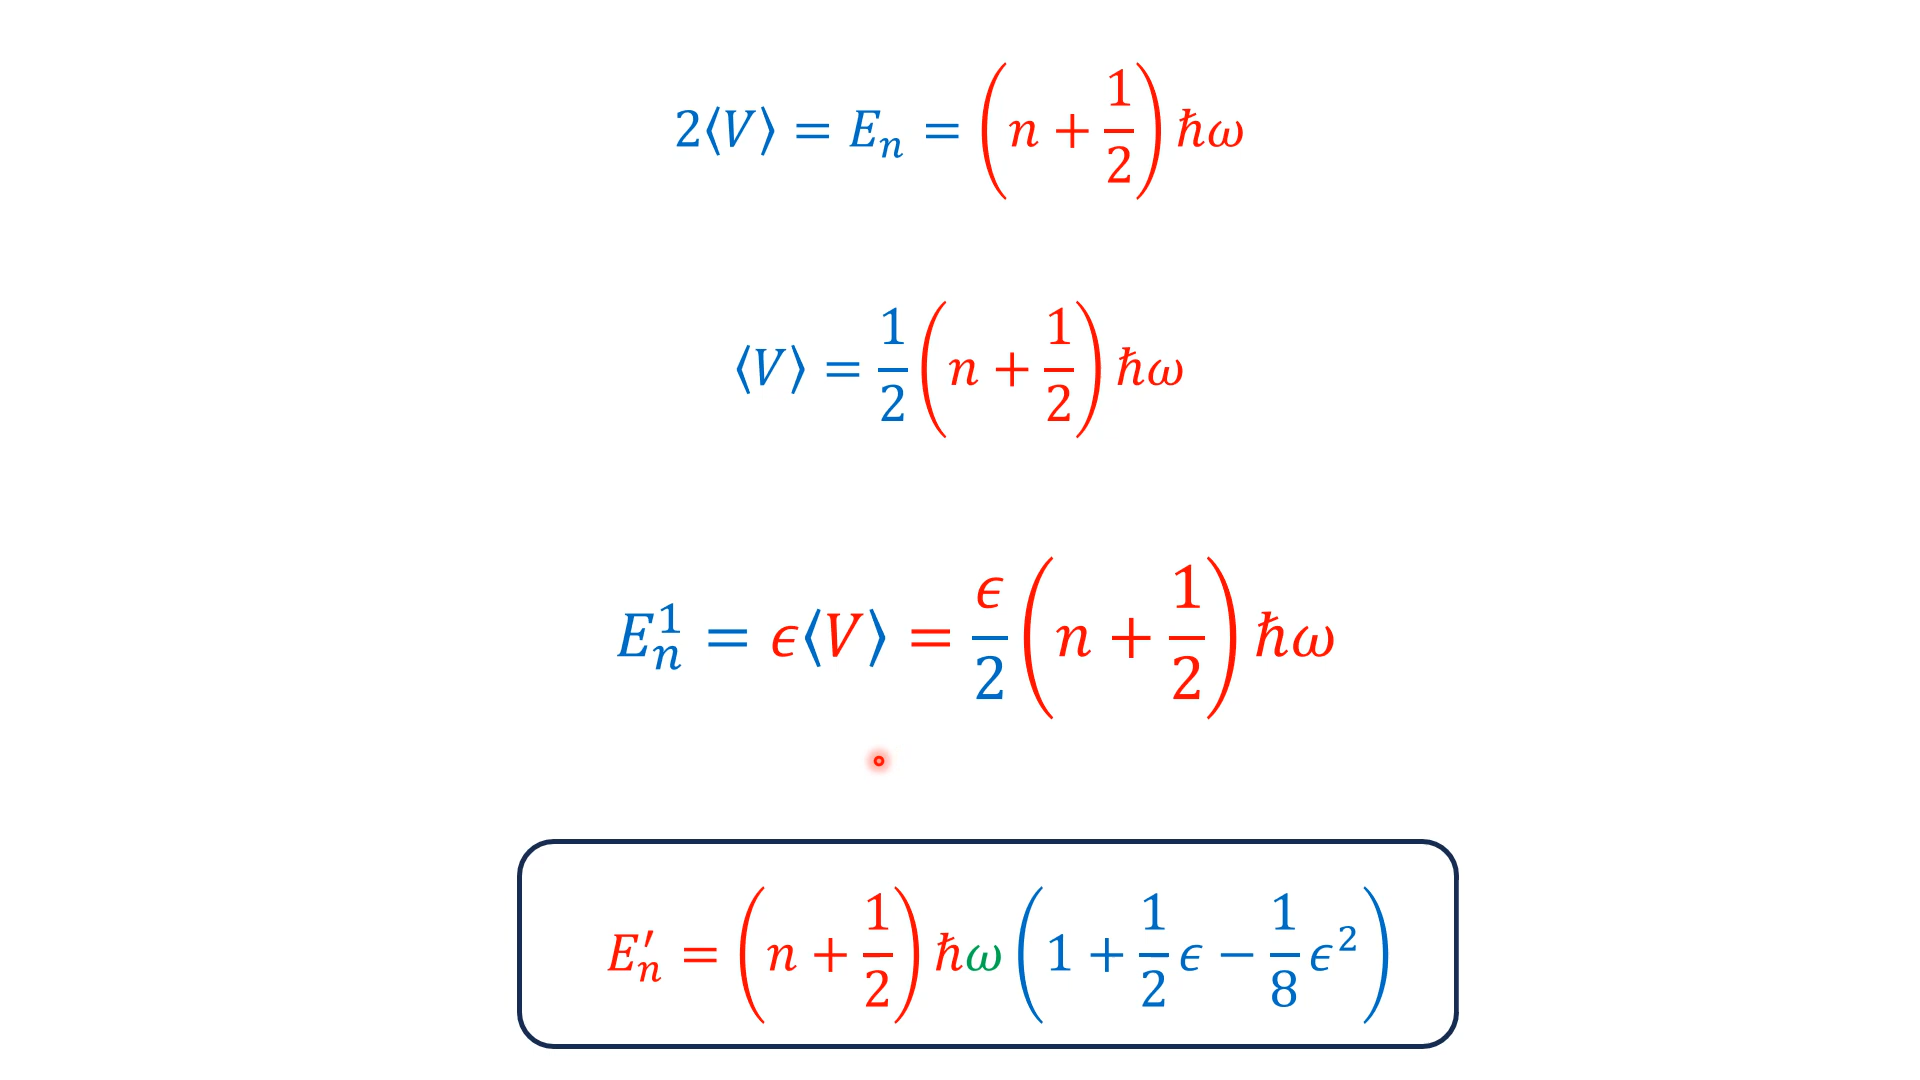 2⟨V⟩ = Eₙ = (n + 1/2) ħω
⟨V⟩ = 1/2 (n + 1/2) ħω
Eₙ¹ = ϵ⟨V⟩ = ϵ/2 (n + 1/2) ħω
Eₙ′ = (n + 1/2) ħω (1 + 1/2 ϵ − 1/8 ϵ²)